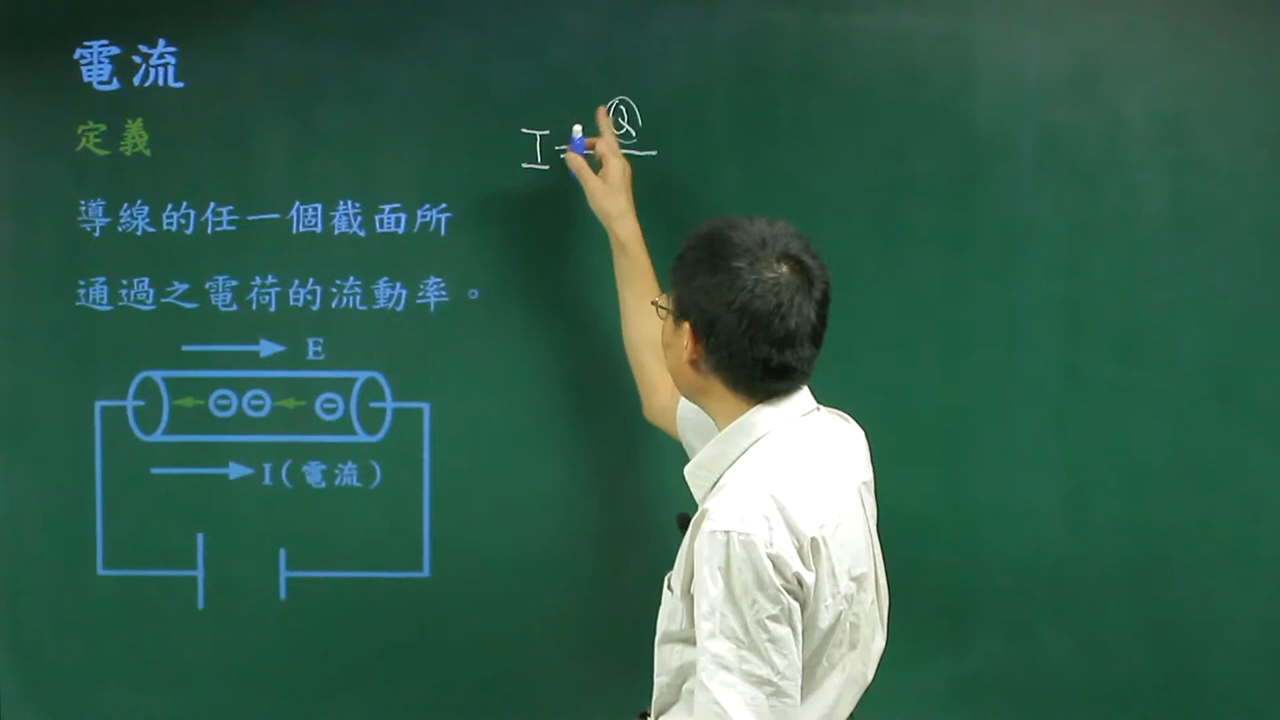 電流
定義
導線的任一個截面所
通過之電荷的流動率。
E
⊖⊖ ⊖
I(電流)
I = Q